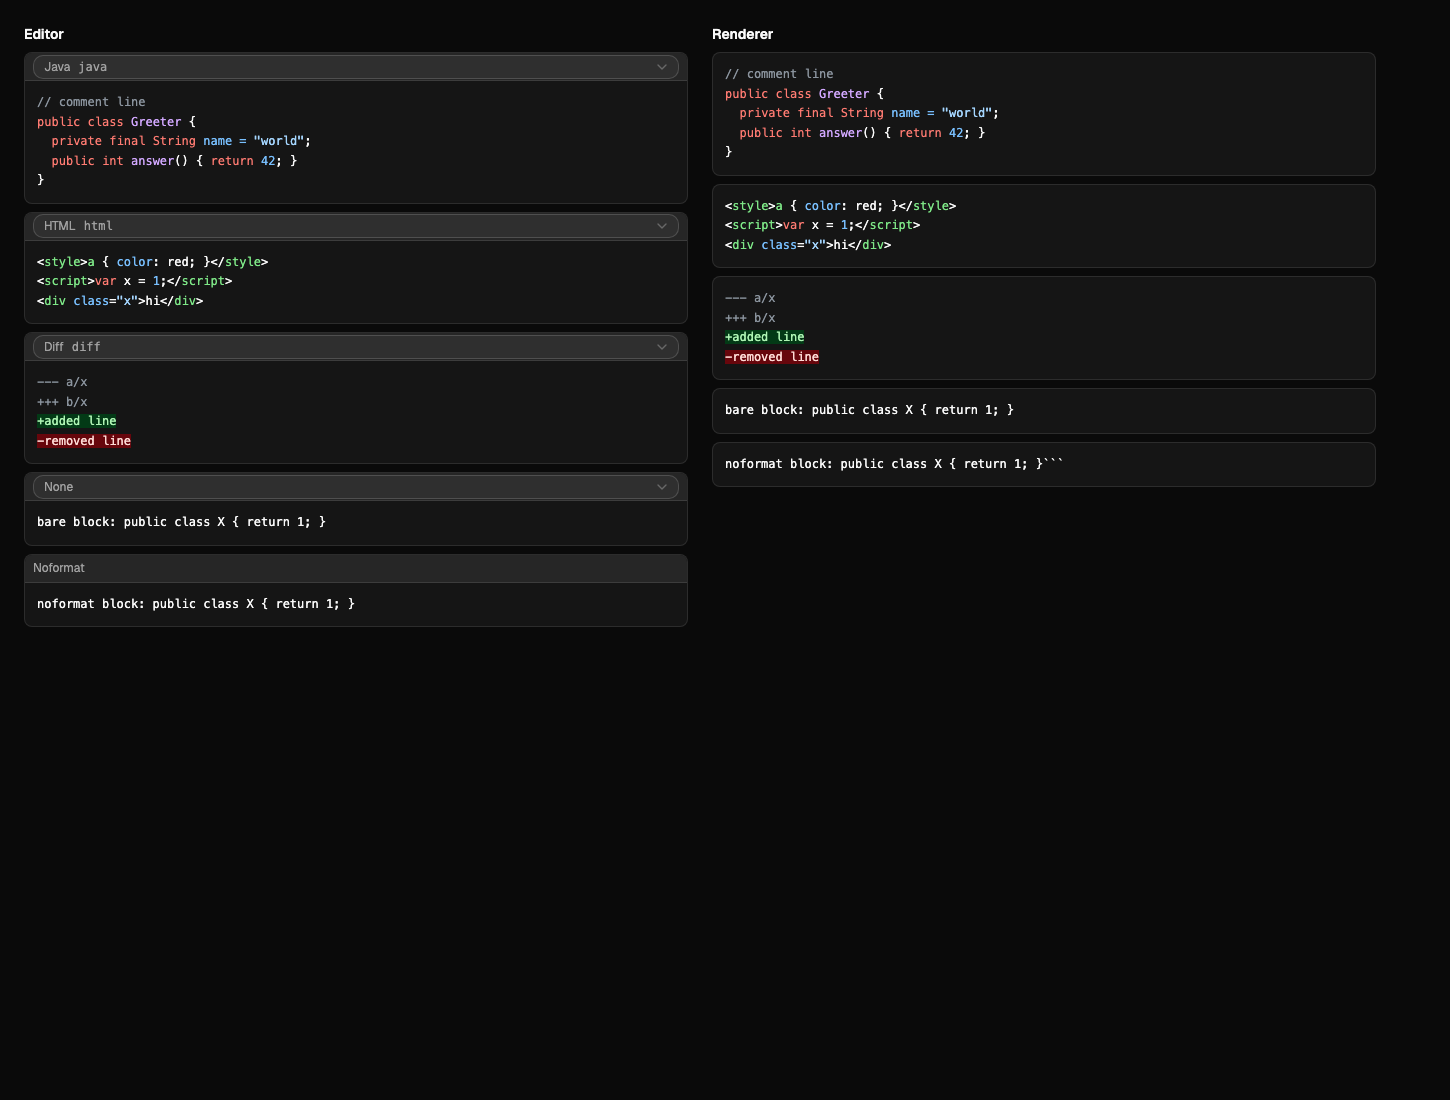 Editor
Java java
// comment line
public class Greeter {
  private final String name = "world";
  public int answer() { return 42; }
}
HTML html
<style>a { color: red; }</style>
<script>var x = 1;</script>
<div class="x">hi</div>
Diff diff
--- a/x
+++ b/x
+added line
-removed line
None
bare block: public class X { return 1; }
Noformat
noformat block: public class X { return 1; }
Renderer
// comment line
public class Greeter {
  private final String name = "world";
  public int answer() { return 42; }
}
<style>a { color: red; }</style>
<script>var x = 1;</script>
<div class="x">hi</div>
--- a/x
+++ b/x
+added line
-removed line
bare block: public class X { return 1; }
noformat block: public class X { return 1; }```